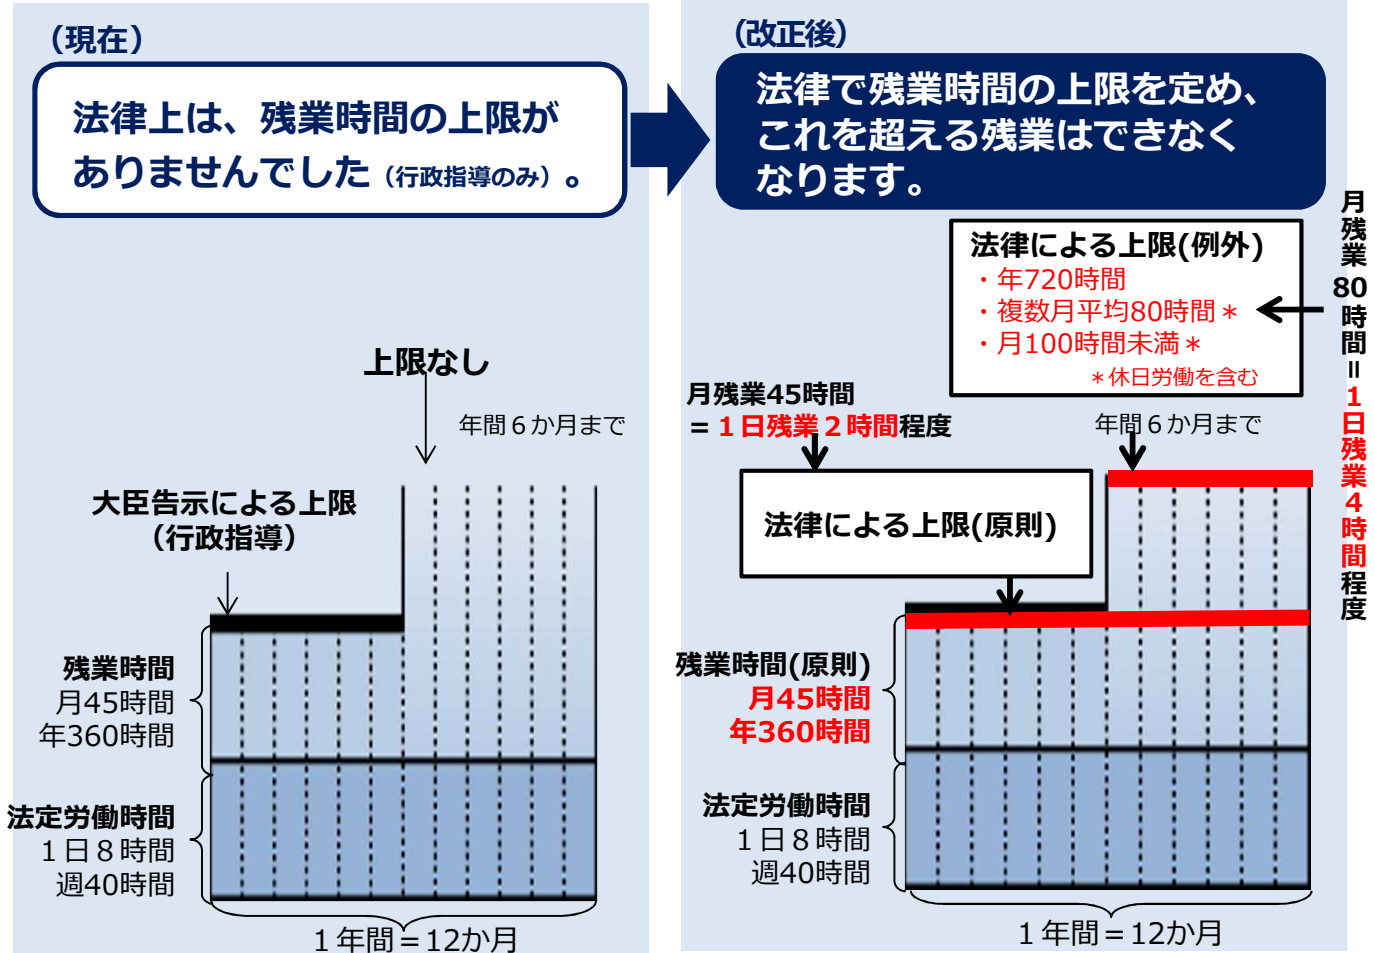 （現在）
法律上は、残業時間の上限が
ありませんでした（行政指導のみ）。
上限なし
年間６か月まで
大臣告示による上限
（行政指導）
残業時間
月45時間
年360時間
法定労働時間
１日８時間
週40時間
１年間＝12か月
（改正後）
法律で残業時間の上限を定め、
これを超える残業はできなく
なります。
法律による上限(例外)
・年720時間
・複数月平均80時間＊
・月100時間未満＊
＊休日労働を含む
月残業80時間＝１日残業４時間程度
月残業45時間
＝１日残業２時間程度
年間６か月まで
法律による上限(原則)
残業時間(原則)
月45時間
年360時間
法定労働時間
１日８時間
週40時間
１年間＝12か月